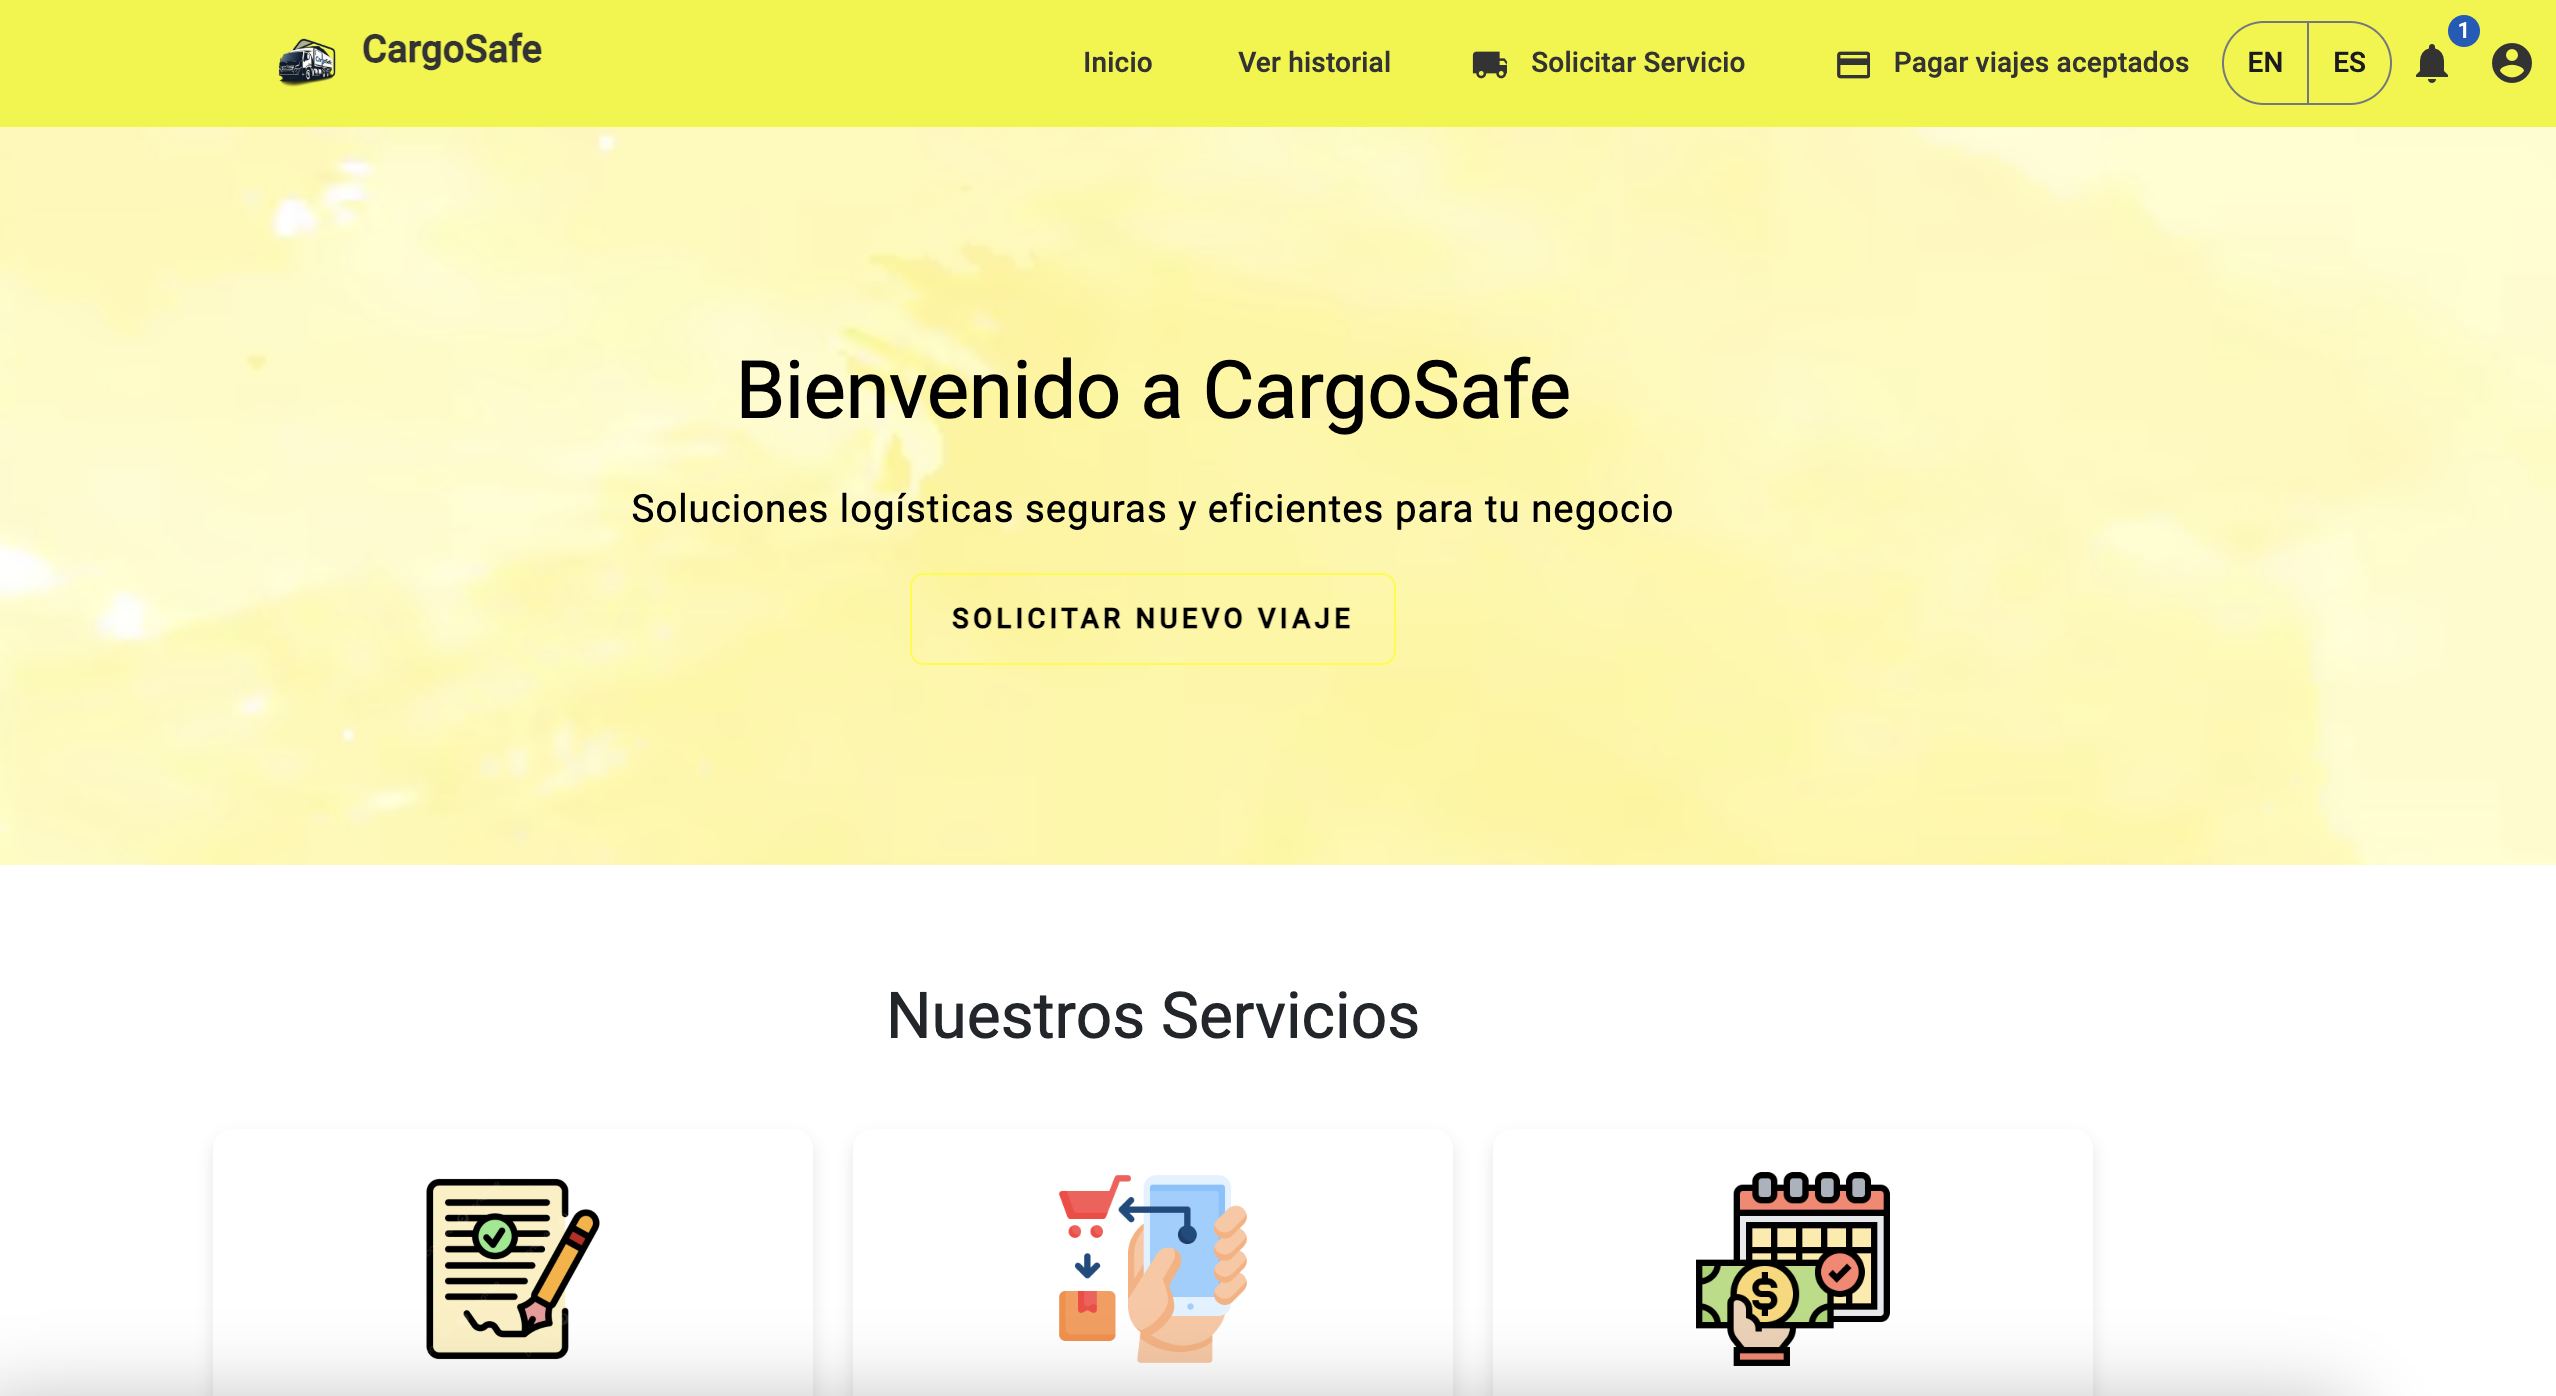 CargoSafe
Inicio
Ver historial
Solicitar Servicio
Pagar viajes aceptados
EN
ES
1
Bienvenido a CargoSafe
Soluciones logísticas seguras y eficientes para tu negocio
SOLICITAR NUEVO VIAJE
Nuestros Servicios
$